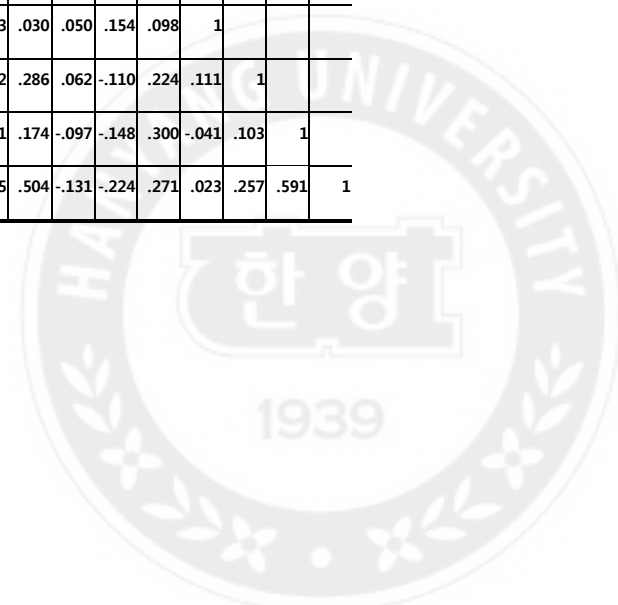 3 .030 .050 .154 .098 1
2 .286 .062 -.110 .224 .111 1
1 .174 -.097 -.148 .300 -.041 .103 1
5 .504 -.131 -.224 .271 .023 .257 .591 1
HANYANG UNIVERSITY
한양
1939